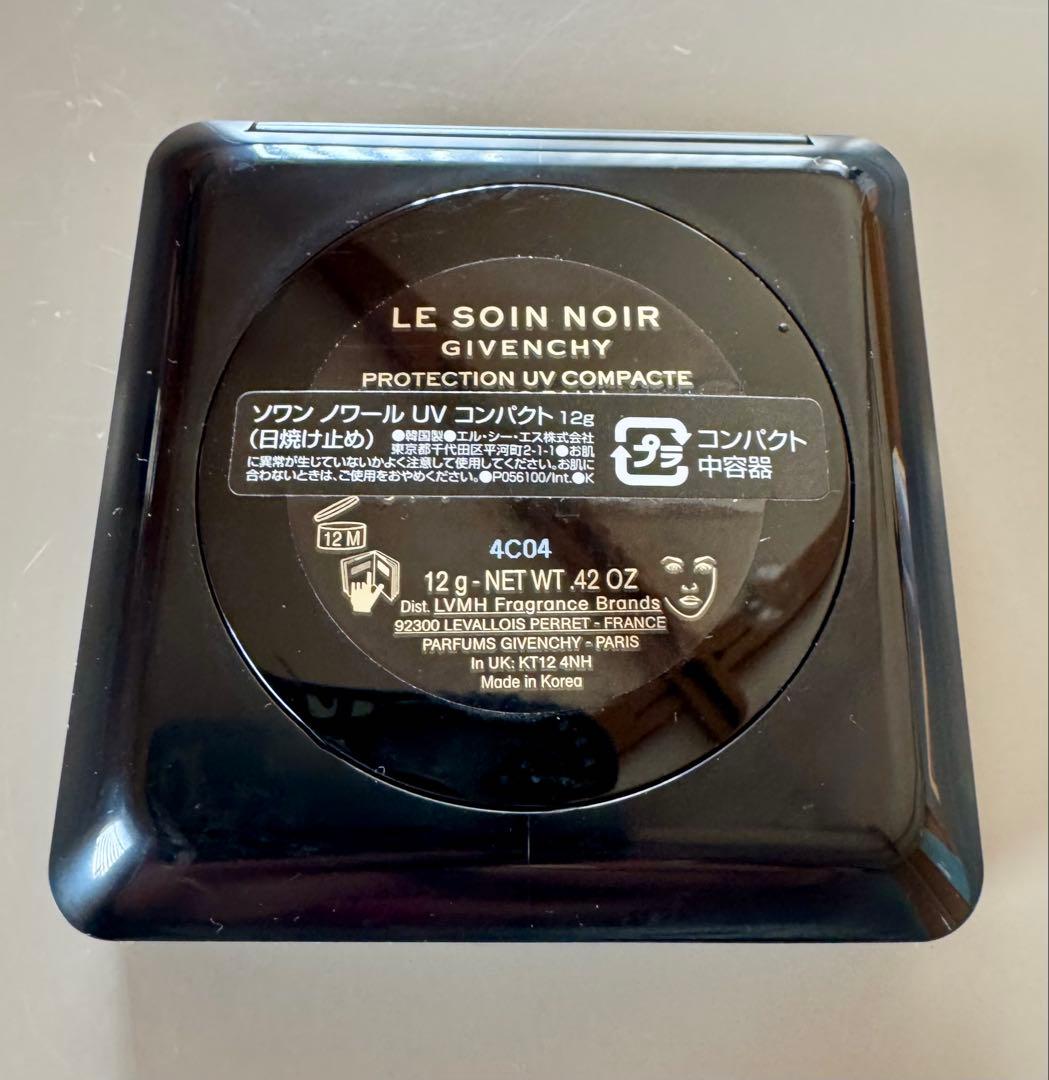 LE SOIN NOIR
GIVENCHY
PROTECTION UV COMPACTE
ソワン ノワール UV コンパクト 12g
(日焼け止め) ●韓国製●エル・シー・エス株式会社
東京都千代田区平河町2-1-1●お肌
に異常が生じていないかよく注意して使用してください。お肌に
合わないときは、ご使用をおやめください。●P056100/Int.●K
プラ
コンパクト
中容器
12 M
4C04
12 g - NET WT .42 OZ
Dist. LVMH Fragrance Brands
92300 LEVALLOIS PERRET - FRANCE
PARFUMS GIVENCHY - PARIS
In UK: KT12 4NH
Made in Korea